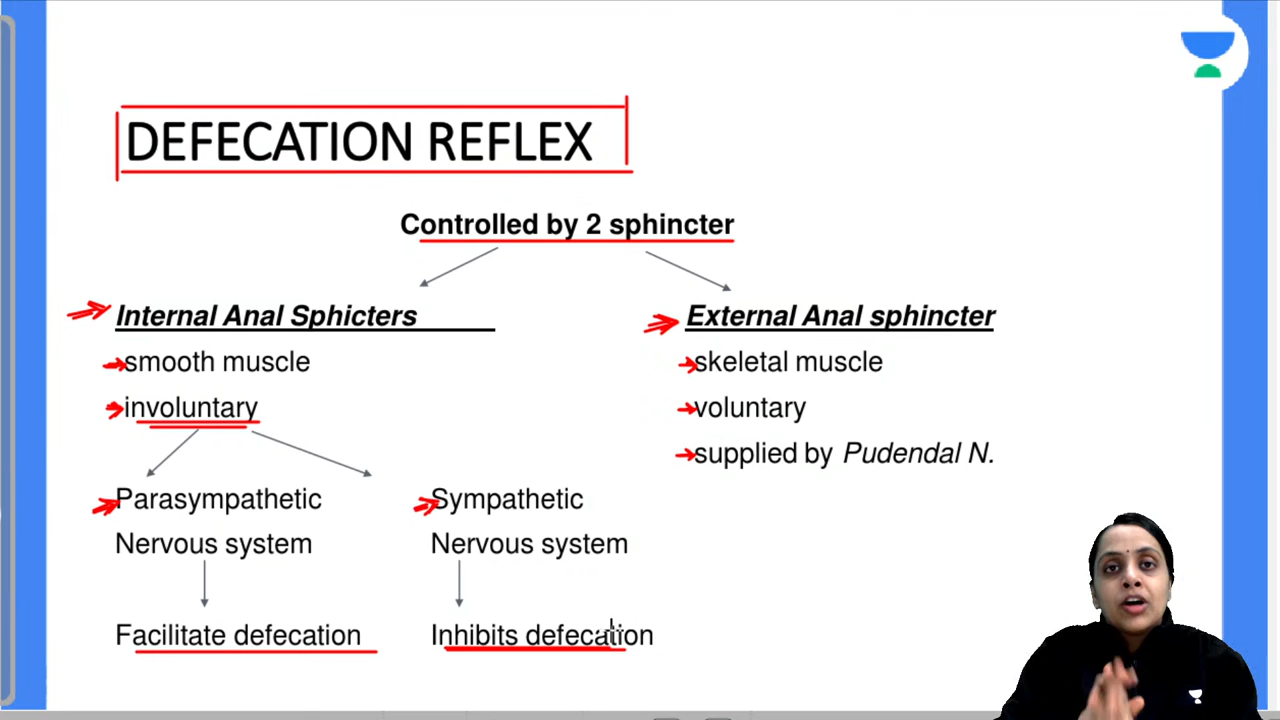 DEFECATION REFLEX
Controlled by 2 sphincter
Internal Anal Sphicters
smooth muscle
involuntary
Parasympathetic
Nervous system
Facilitate defecation
Sympathetic
Nervous system
Inhibits defecation
External Anal sphincter
skeletal muscle
voluntary
supplied by Pudendal N.